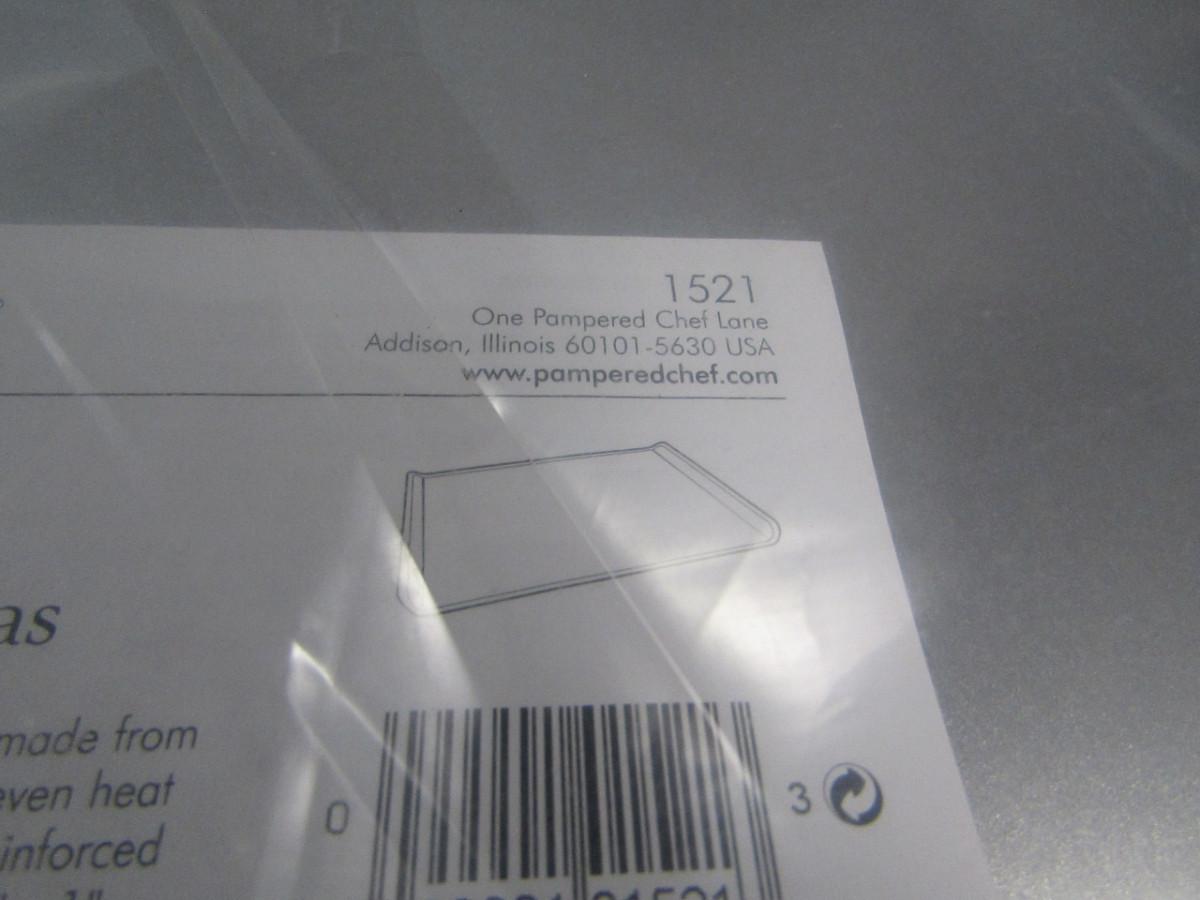 1521
One Pampered Chef Lane
Addison, Illinois 60101-5630 USA
www.pamperedchef.com
as
made from
even heat
inforced
0
3